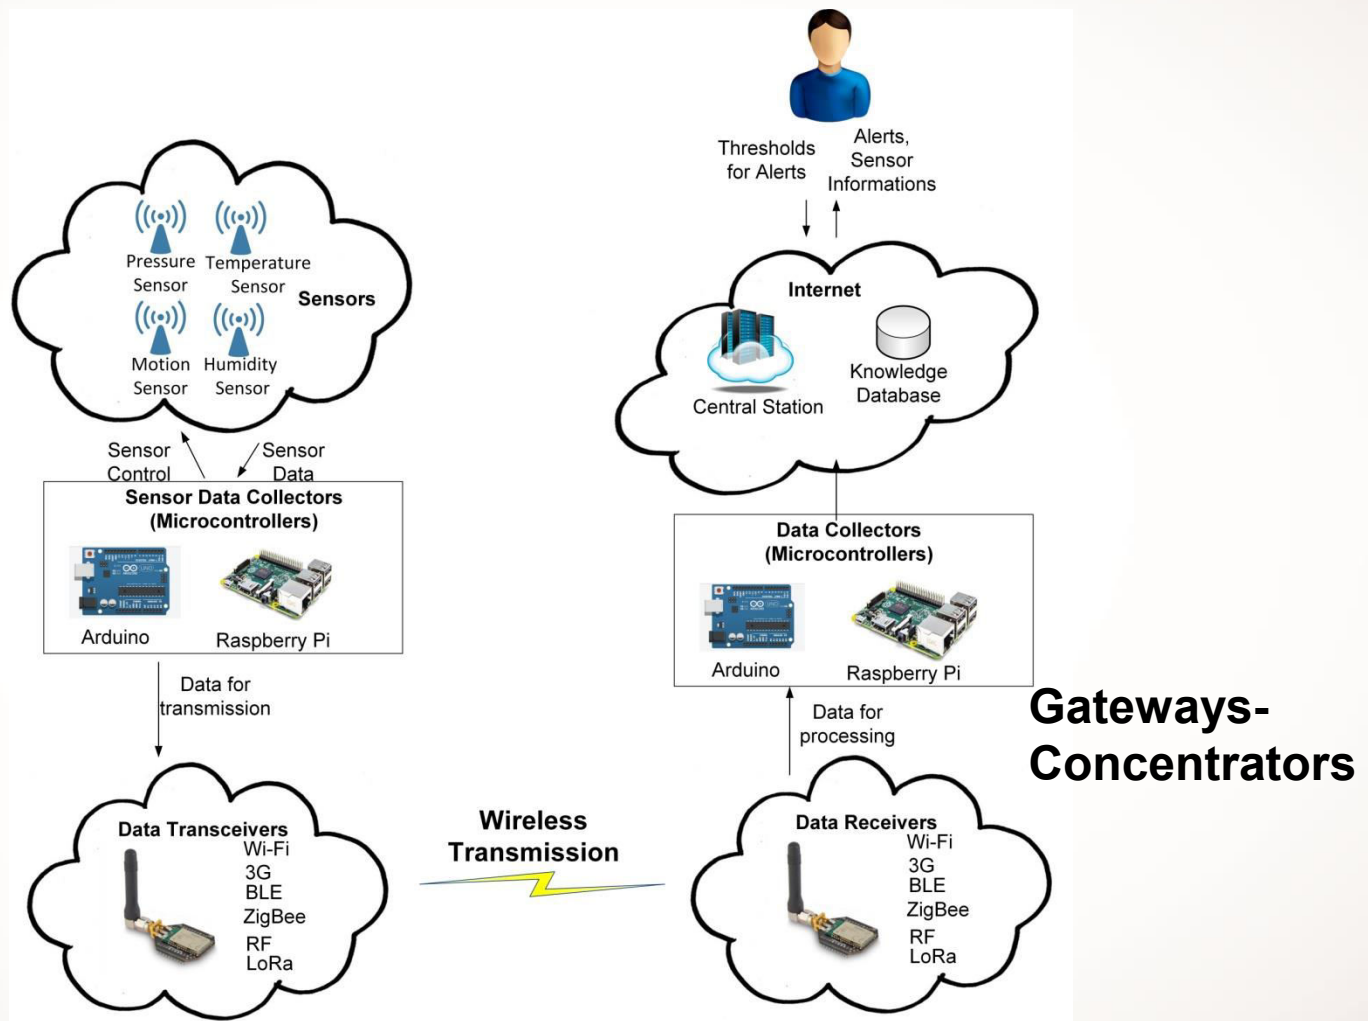 Thresholds
for Alerts
Alerts,
Sensor
Informations
Pressure
Sensor
Temperature
Sensor
Sensors
Motion
Sensor
Humidity
Sensor
Internet
Central Station
Knowledge
Database
Sensor
Control
Sensor
Data
Sensor Data Collectors
(Microcontrollers)
Arduino
Raspberry Pi
Data Collectors
(Microcontrollers)
Arduino
Raspberry Pi
Data for
transmission
Data for
processing
Gateways-
Concentrators
Data Transceivers
Wi-Fi
3G
BLE
ZigBee
RF
LoRa
Wireless
Transmission
Data Receivers
Wi-Fi
3G
BLE
ZigBee
RF
LoRa